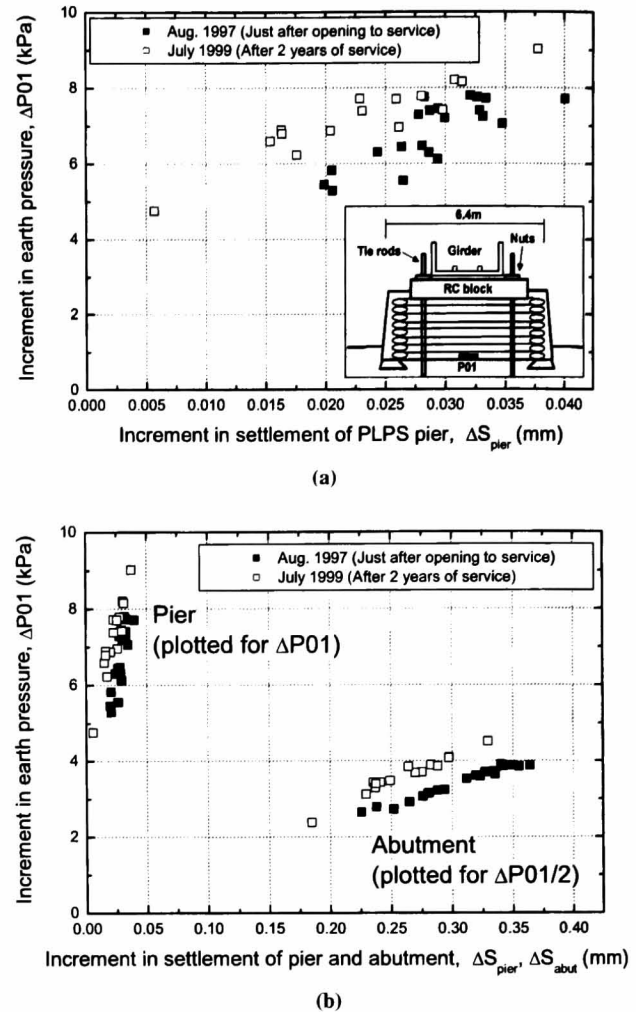 Increment in earth pressure, ΔP01 (kPa)
10
8
6
4
2
0
■ Aug. 1997 (Just after opening to service)
□ July 1999 (After 2 years of service)
6.4m
Tie rods
Girder
Nuts
RC block
P01
0.000 0.005 0.010 0.015 0.020 0.025 0.030 0.035 0.040
Increment in settlement of PLPS pier, ΔS_pier (mm)
(a)
Increment in earth pressure, ΔP01 (kPa)
10
8
6
4
2
0
■ Aug. 1997 (Just after opening to service)
□ July 1999 (After 2 years of service)
Pier
(plotted for ΔP01)
Abutment
(plotted for ΔP01/2)
0.00 0.05 0.10 0.15 0.20 0.25 0.30 0.35 0.40
Increment in settlement of pier and abutment, ΔS_pier, ΔS_abut (mm)
(b)